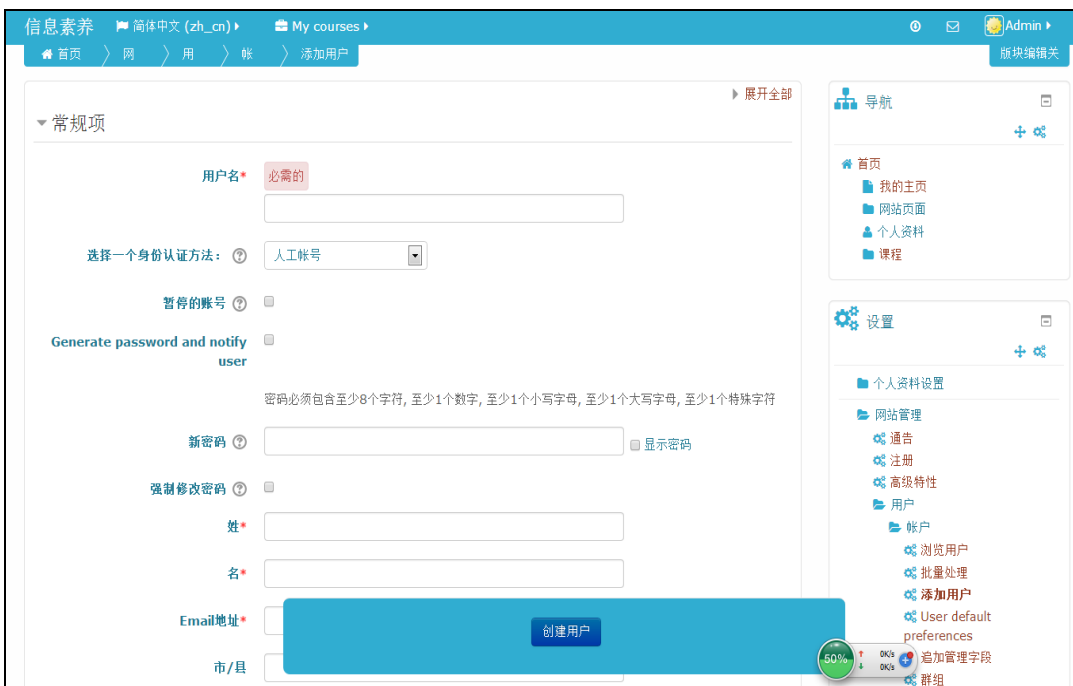 信息素养 简体中文 (zh_cn) My courses Admin
首页 网 用 帐 添加用户 版块编辑关
展开全部
常规项
用户名* 必需的
选择一个身份认证方法： 人工帐号
暂停的账号
Generate password and notify
user
密码必须包含至少8个字符, 至少1个数字, 至少1个小写字母, 至少1个大写字母, 至少1个特殊字符
新密码 显示密码
强制修改密码
姓*
名*
Email地址*
市/县
创建用户
导航
首页
我的主页
网站页面
个人资料
课程
设置
个人资料设置
网站管理
通告
注册
高级特性
用户
帐户
浏览用户
批量处理
添加用户
User default
preferences
追加管理字段
群组
50% 0K/s
0K/s